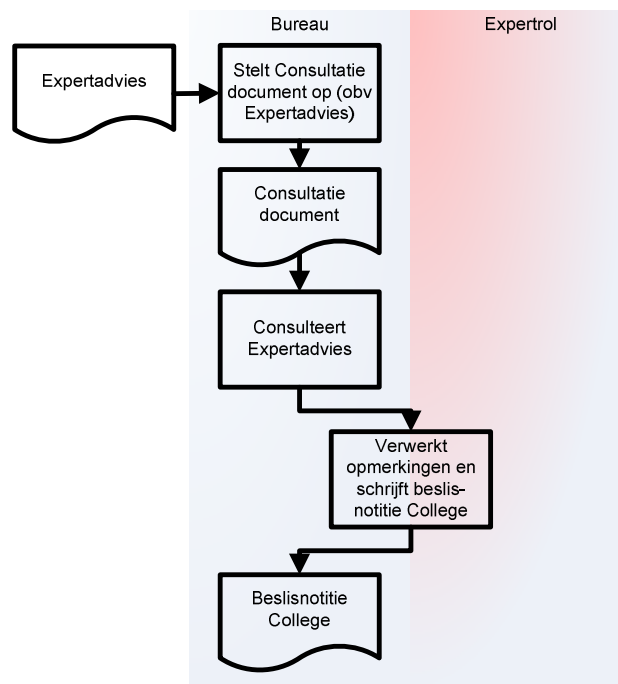 Bureau
Expertrol
Expertadvies
Stelt Consultatie
document op (obv
Expertadvies)
Consultatie
document
Consulteert
Expertadvies
Verwerkt
opmerkingen en
schrijft beslis-
notitie College
Beslisnotitie
College